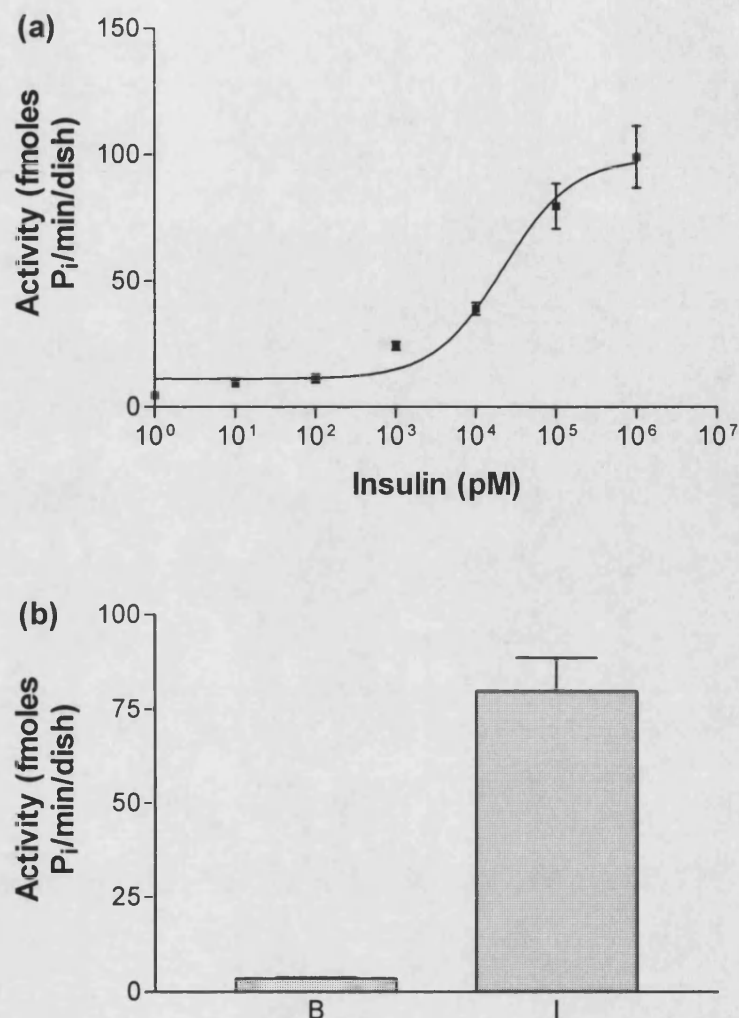 (a)
150
100
50
0
Activity (fmoles
Pᵢ/min/dish)
10⁰ 10¹ 10² 10³ 10⁴ 10⁵ 10⁶ 10⁷
Insulin (pM)
(b)
100
75
50
25
0
Activity (fmoles
Pᵢ/min/dish)
B I